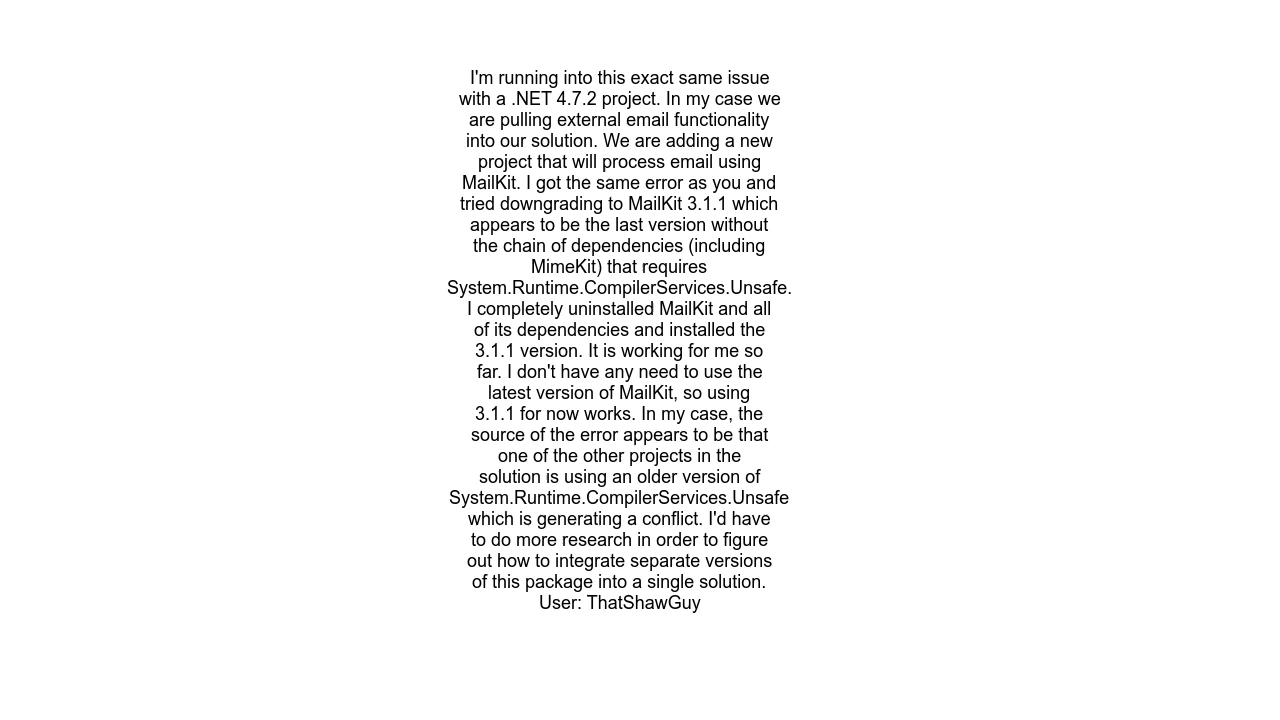 I'm running into this exact same issue
with a .NET 4.7.2 project. In my case we
are pulling external email functionality
into our solution. We are adding a new
project that will process email using
MailKit. I got the same error as you and
tried downgrading to MailKit 3.1.1 which
appears to be the last version without
the chain of dependencies (including
MimeKit) that requires
System.Runtime.CompilerServices.Unsafe.
I completely uninstalled MailKit and all
of its dependencies and installed the
3.1.1 version. It is working for me so
far. I don't have any need to use the
latest version of MailKit, so using
3.1.1 for now works. In my case, the
source of the error appears to be that
one of the other projects in the
solution is using an older version of
System.Runtime.CompilerServices.Unsafe
which is generating a conflict. I'd have
to do more research in order to figure
out how to integrate separate versions
of this package into a single solution.
User: ThatShawGuy